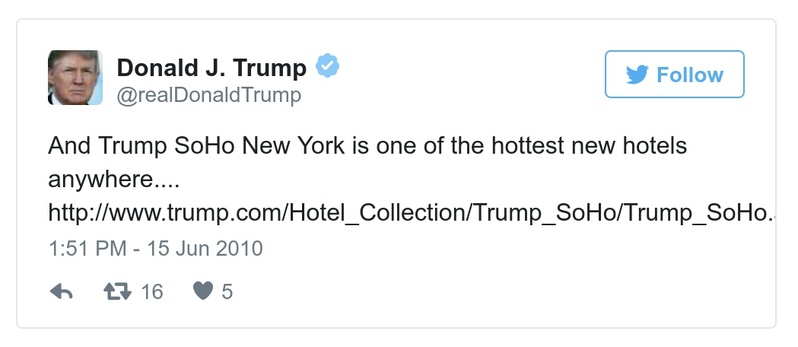 Donald J. Trump
@realDonaldTrump
Follow
And Trump SoHo New York is one of the hottest new hotels
anywhere....
http://www.trump.com/Hotel_Collection/Trump_SoHo/Trump_SoHo.
1:51 PM - 15 Jun 2010
16 5